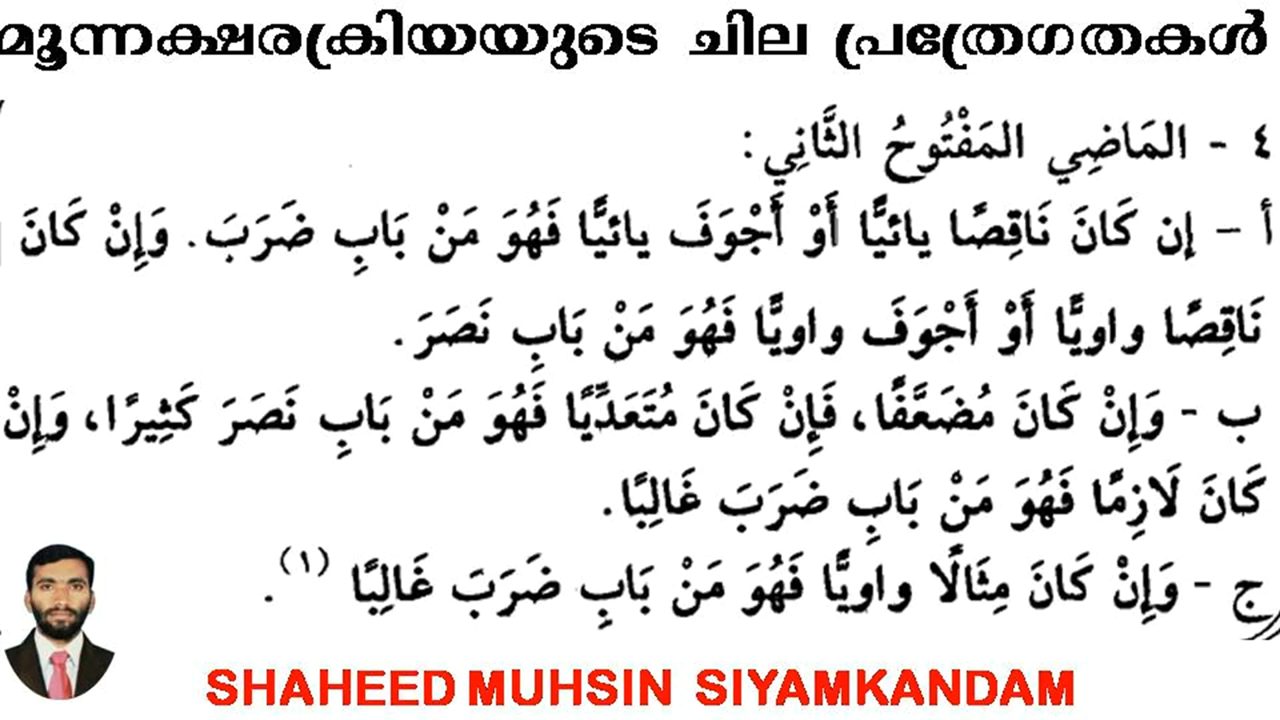 മൂന്നക്ഷരക്രിയയുടെ ചില പ്രത്രേഗതകൾ
٤ - المَاضِي المَفْتُوحُ الثَّانِي:
أ - إن كَانَ نَاقِصًا يائيًّا أَوْ أَجْوَفَ يائيًّا فَهُوَ مَنْ بَابِ ضَرَبَ. وَإِنْ كَانَ
نَاقِصًا واويًّا أَوْ أَجْوَفَ واويًّا فَهُوَ مَنْ بَابِ نَصَرَ.
ب - وَإِنْ كَانَ مُضَعَّفًا، فَإِنْ كَانَ مُتَعَدِّيًا فَهُوَ مَنْ بَابِ نَصَرَ كَثِيرًا، وَإِنْ
كَانَ لَازِمًا فَهُوَ مَنْ بَابِ ضَرَبَ غَالِبًا.
ج - وَإِنْ كَانَ مِثَالًا واويًّا فَهُوَ مَنْ بَابِ ضَرَبَ غَالِبًا (١) .
SHAHEED MUHSIN SIYAMKANDAM